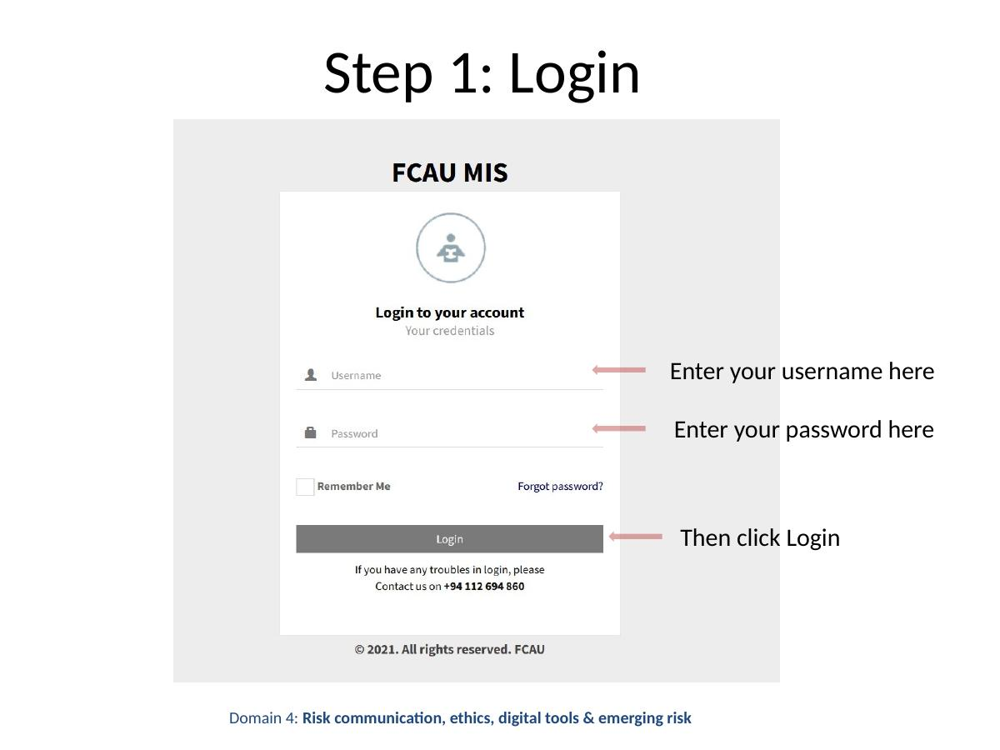 Step 1: Login
FCAU MIS
Login to your account
Your credentials
Username
Enter your username here
Password
Enter your password here
Remember Me
Forgot password?
Login
Then click Login
If you have any troubles in login, please
Contact us on +94 112 694 860
© 2021. All rights reserved. FCAU
Domain 4: Risk communication, ethics, digital tools & emerging risk